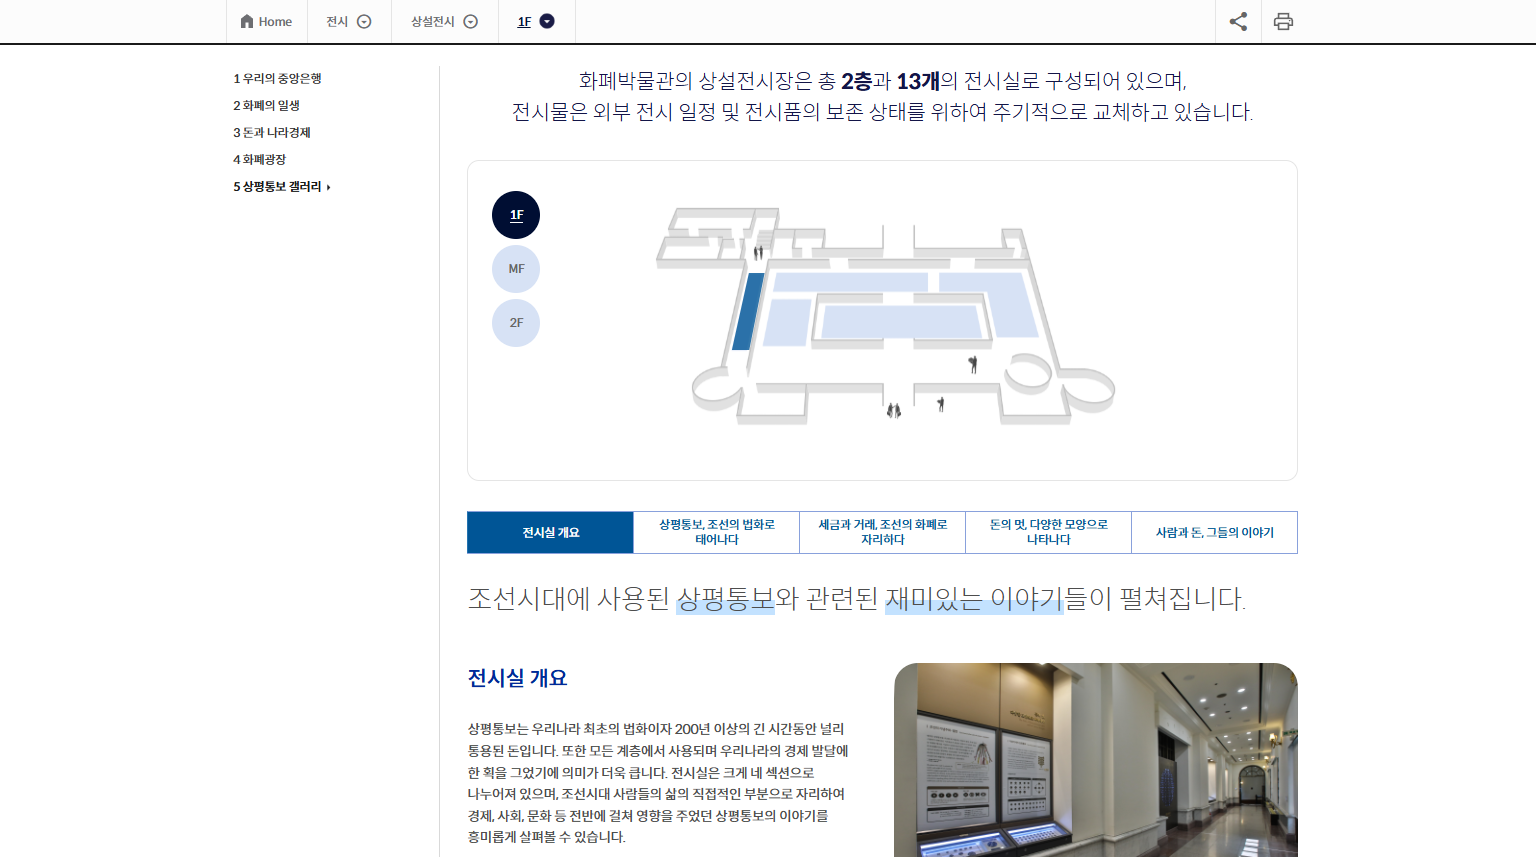 Home 전시 상설전시 1F
1 우리의 중앙은행
2 화폐의 일생
3 돈과 나라경제
4 화폐광장
5 상평통보 갤러리
화폐박물관의 상설전시장은 총 2층과 13개의 전시실로 구성되어 있으며,
전시물은 외부 전시 일정 및 전시품의 보존 상태를 위하여 주기적으로 교체하고 있습니다.
1F
MF
2F
전시실 개요
상평통보, 조선의 법화로
태어나다
세금과 거래, 조선의 화폐로
자리하다
돈의 멋, 다양한 모양으로
나타나다
사람과 돈, 그들의 이야기
조선시대에 사용된 상평통보와 관련된 재미있는 이야기들이 펼쳐집니다.
전시실 개요
상평통보는 우리나라 최초의 법화이자 200년 이상의 긴 시간동안 널리
통용된 돈입니다. 또한 모든 계층에서 사용되며 우리나라의 경제 발달에
한 획을 그었기에 의미가 더욱 큽니다. 전시실은 크게 네 섹션으로
나누어져 있으며, 조선시대 사람들의 삶의 직접적인 부분으로 자리하여
경제, 사회, 문화 등 전반에 걸쳐 영향을 주었던 상평통보의 이야기를
흥미롭게 살펴볼 수 있습니다.